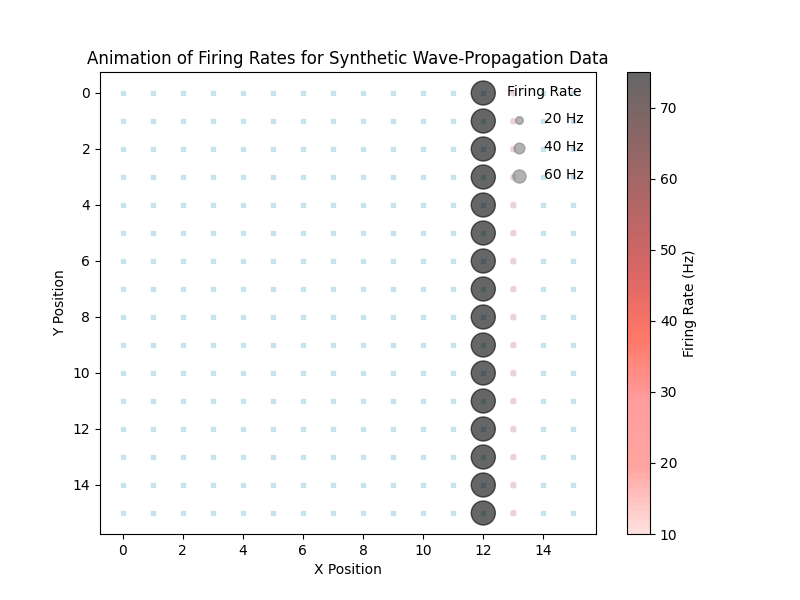 Animation of Firing Rates for Synthetic Wave-Propagation Data
Firing Rate
20 Hz
40 Hz
60 Hz
0
2
4
6
8
10
12
14
Y Position
0
2
4
6
8
10
12
14
X Position
70
60
50
40
30
20
10
Firing Rate (Hz)